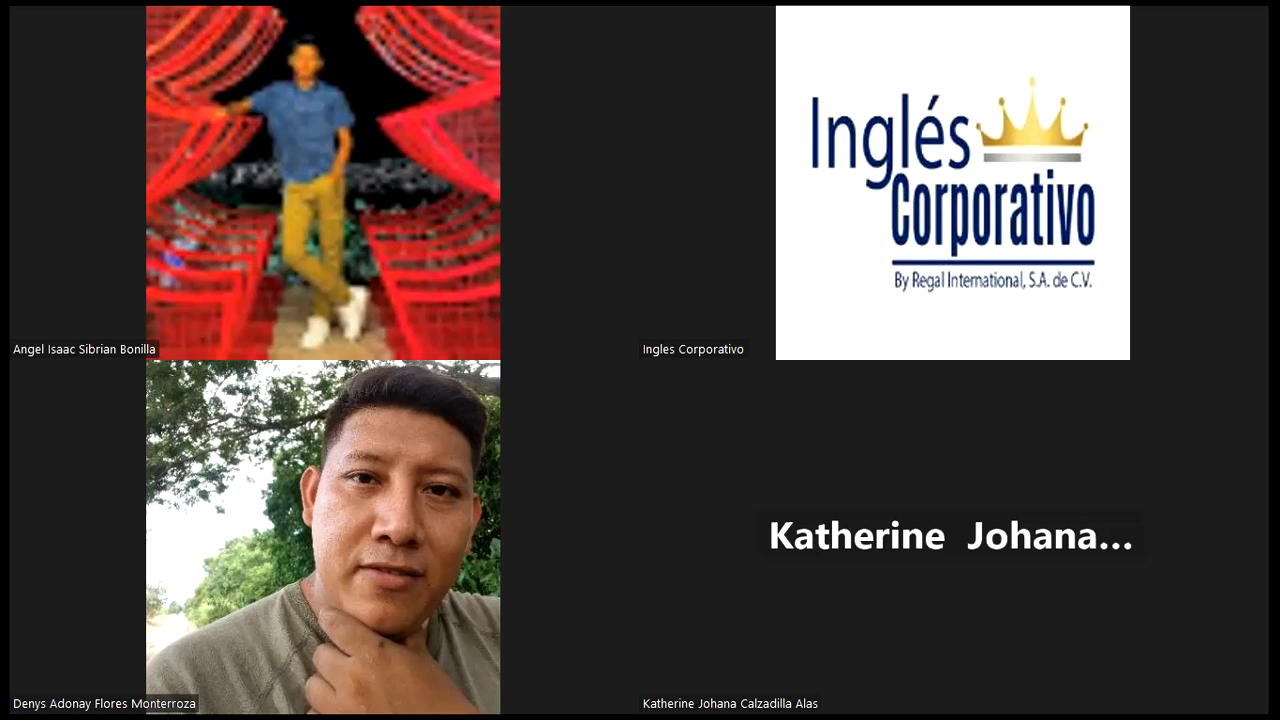 Inglés
Corporativo
By Regal International, S.A. de C.V.
Angel Isaac Sibrian Bonilla
Ingles Corporativo
Katherine Johana...
Denys Adonay Flores Monterroza
Katherine Johana Calzadilla Alas